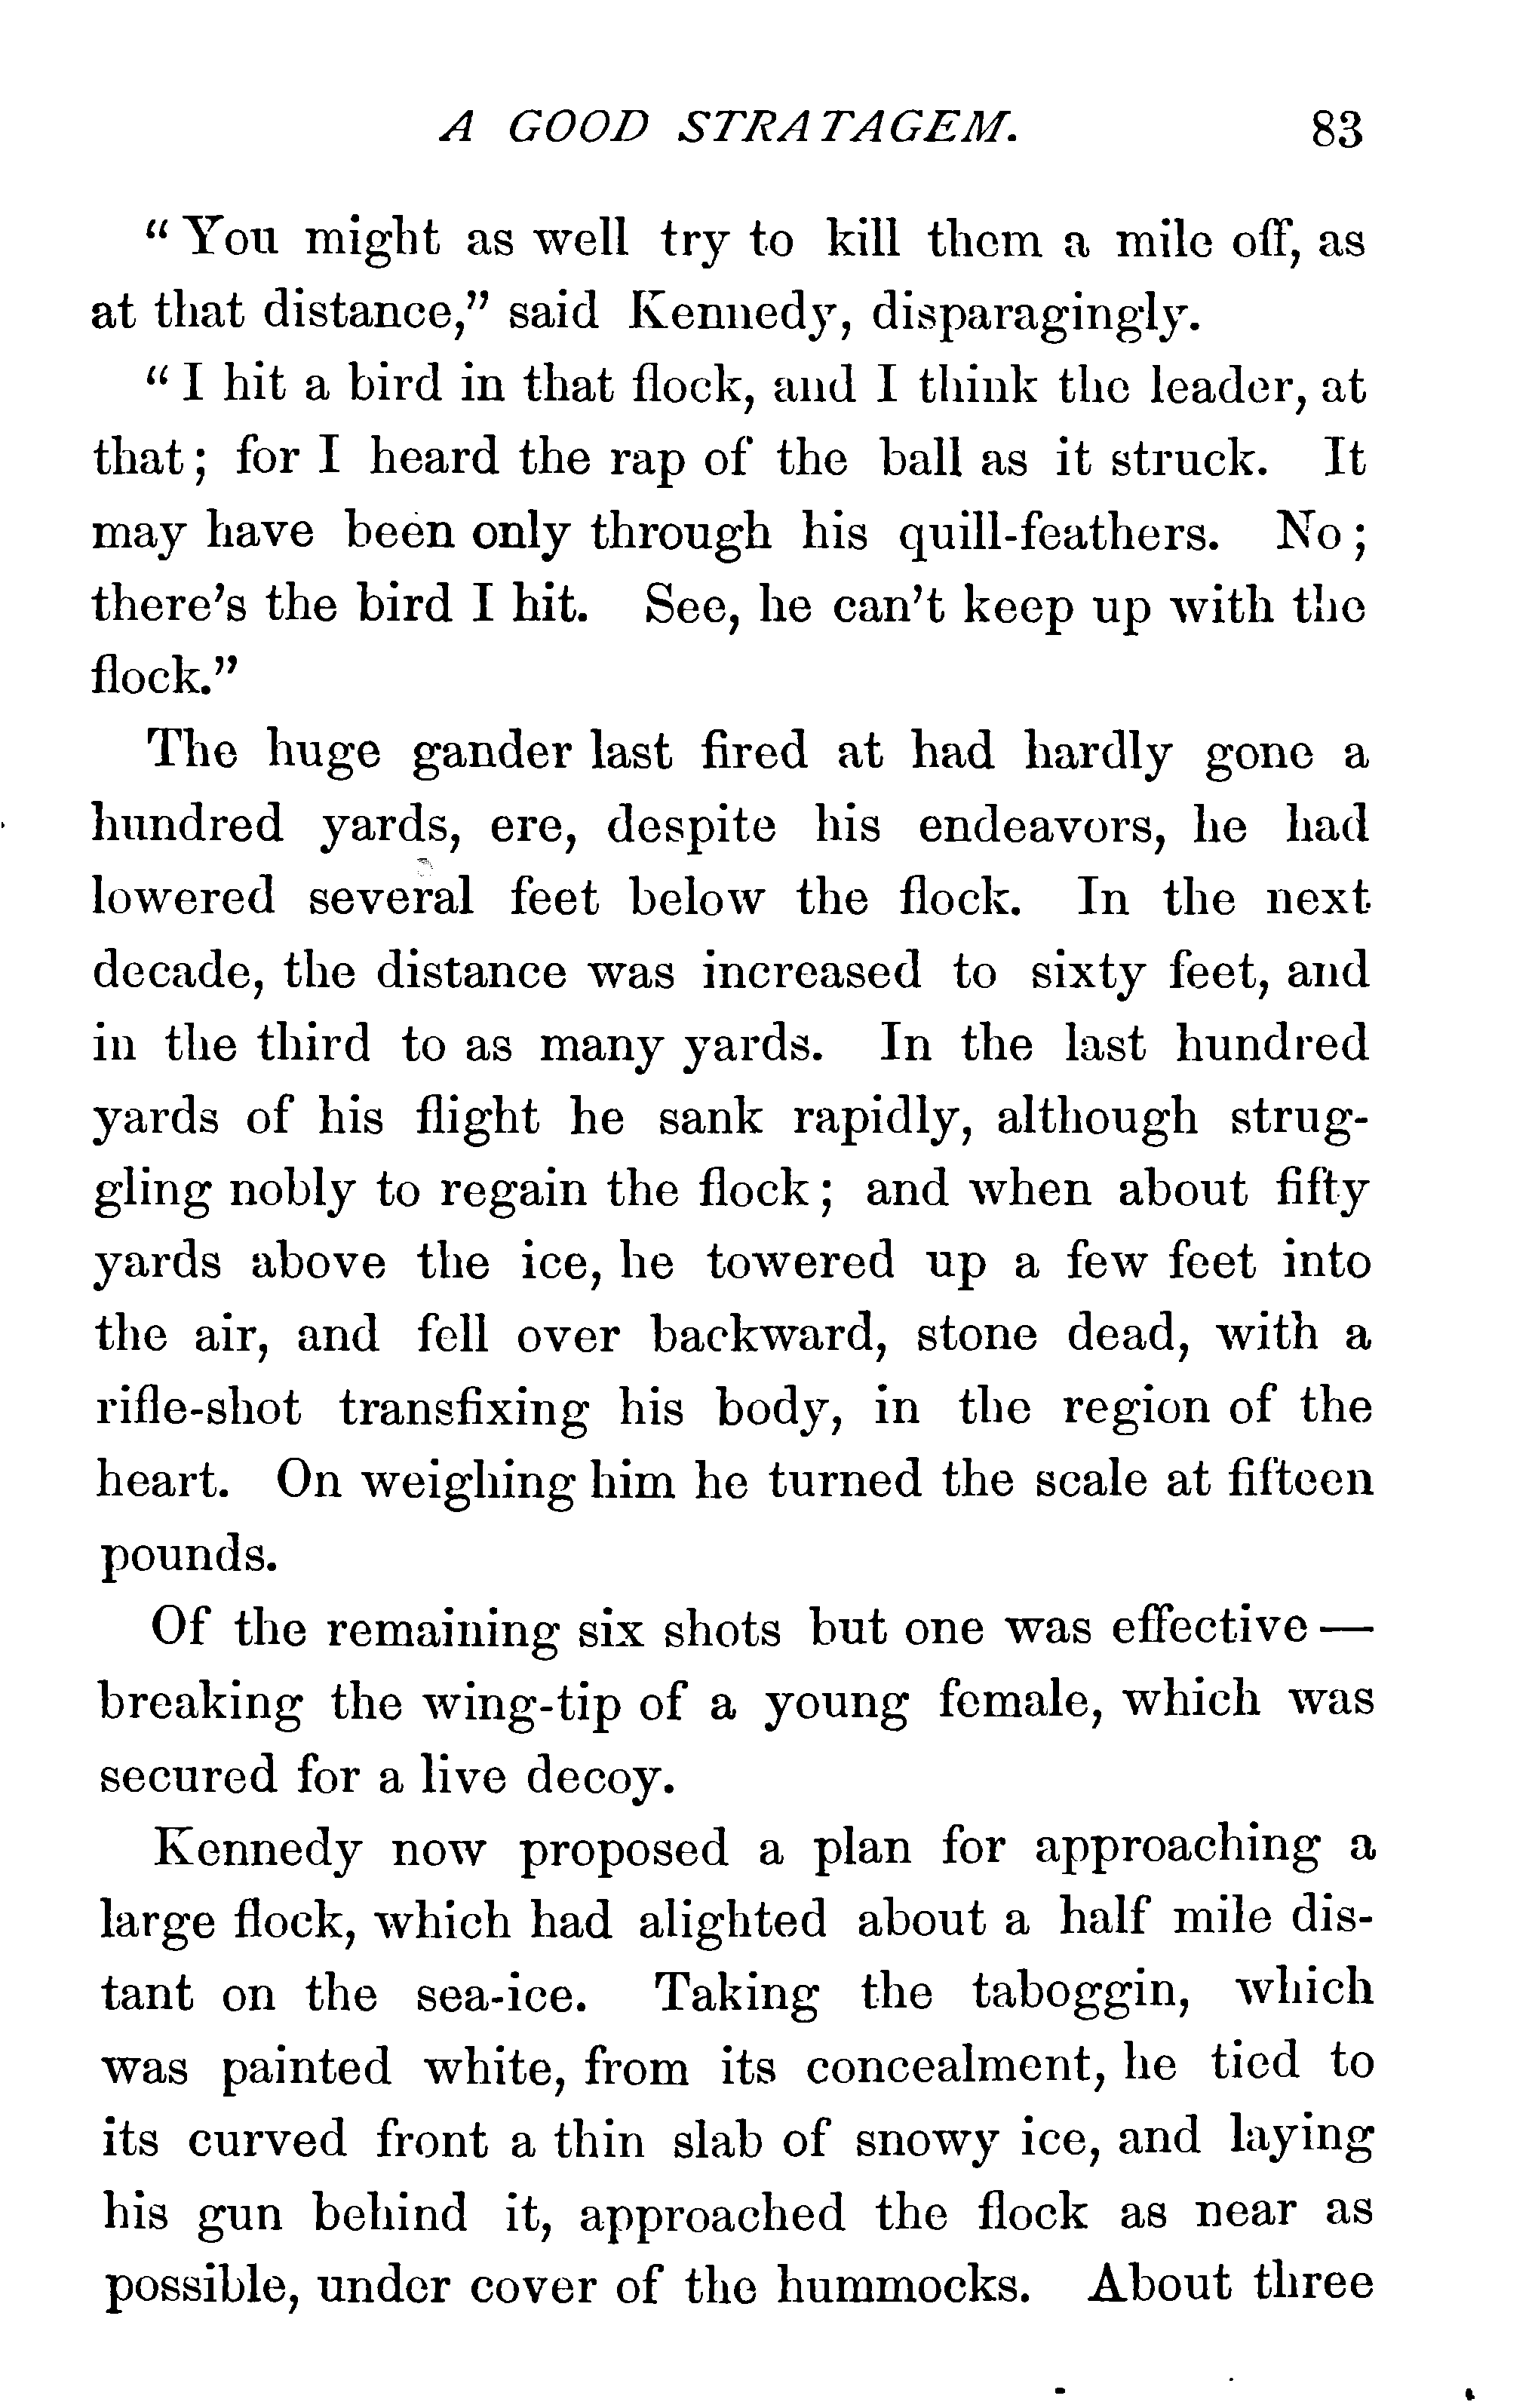 A GOOD STRATAGEM. 83
“You might as well try to kill them a mile off, as
at that distance,” said Kennedy, disparagingly.
“I hit a bird in that flock, and I think the leader, at
that; for I heard the rap of the ball as it struck. It
may have been only through his quill-feathers. No;
there’s the bird I hit. See, he can’t keep up with the
flock.”
The huge gander last fired at had hardly gone a
hundred yards, ere, despite his endeavors, he had
lowered several feet below the flock. In the next
decade, the distance was increased to sixty feet, and
in the third to as many yards. In the last hundred
yards of his flight he sank rapidly, although strug-
gling nobly to regain the flock; and when about fifty
yards above the ice, he towered up a few feet into
the air, and fell over backward, stone dead, with a
rifle-shot transfixing his body, in the region of the
heart. On weighing him he turned the scale at fifteen
pounds.
Of the remaining six shots but one was effective—
breaking the wing-tip of a young female, which was
secured for a live decoy.
Kennedy now proposed a plan for approaching a
large flock, which had alighted about a half mile dis-
tant on the sea-ice. Taking the taboggin, which
was painted white, from its concealment, he tied to
its curved front a thin slab of snowy ice, and laying
his gun behind it, approached the flock as near as
possible, under cover of the hummocks. About three